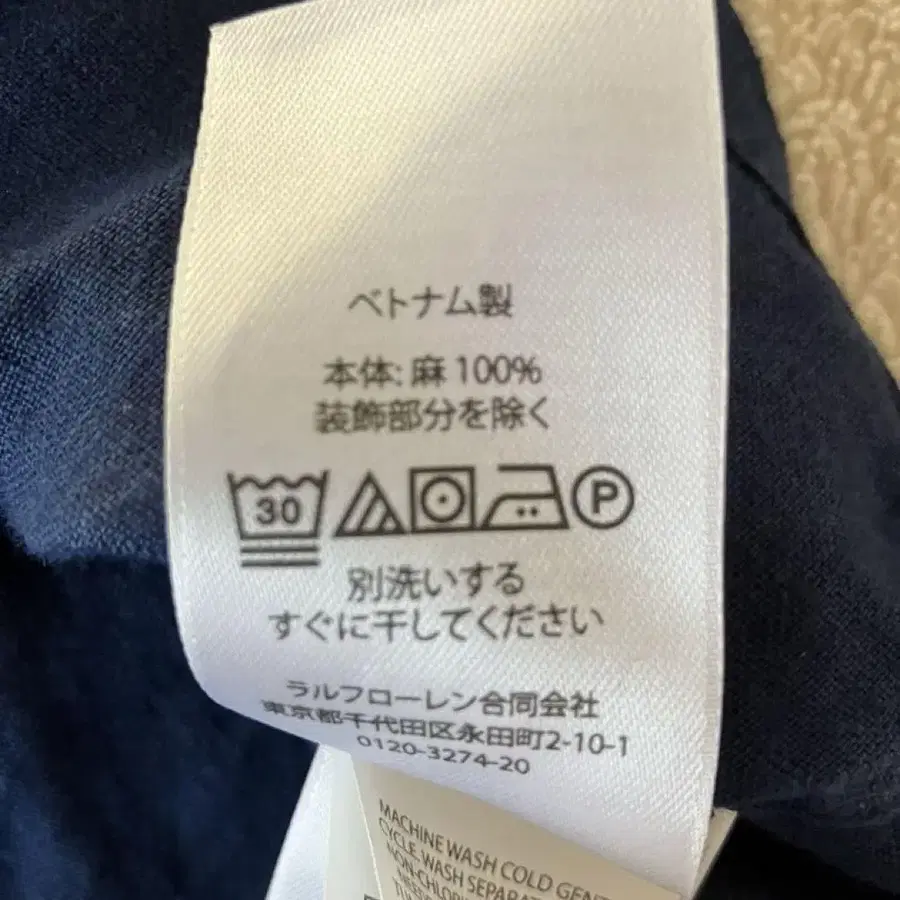 ベトナム製
本体: 麻 100%
装飾部分を除く
30 P
別洗いする
すぐに干してください
ラルフローレン合同会社
東京都千代田区永田町2-10-1
0120-3274-20
MACHINE WASH COLD GENT
CYCLE. WASH SEPARA
NON-CHLORI